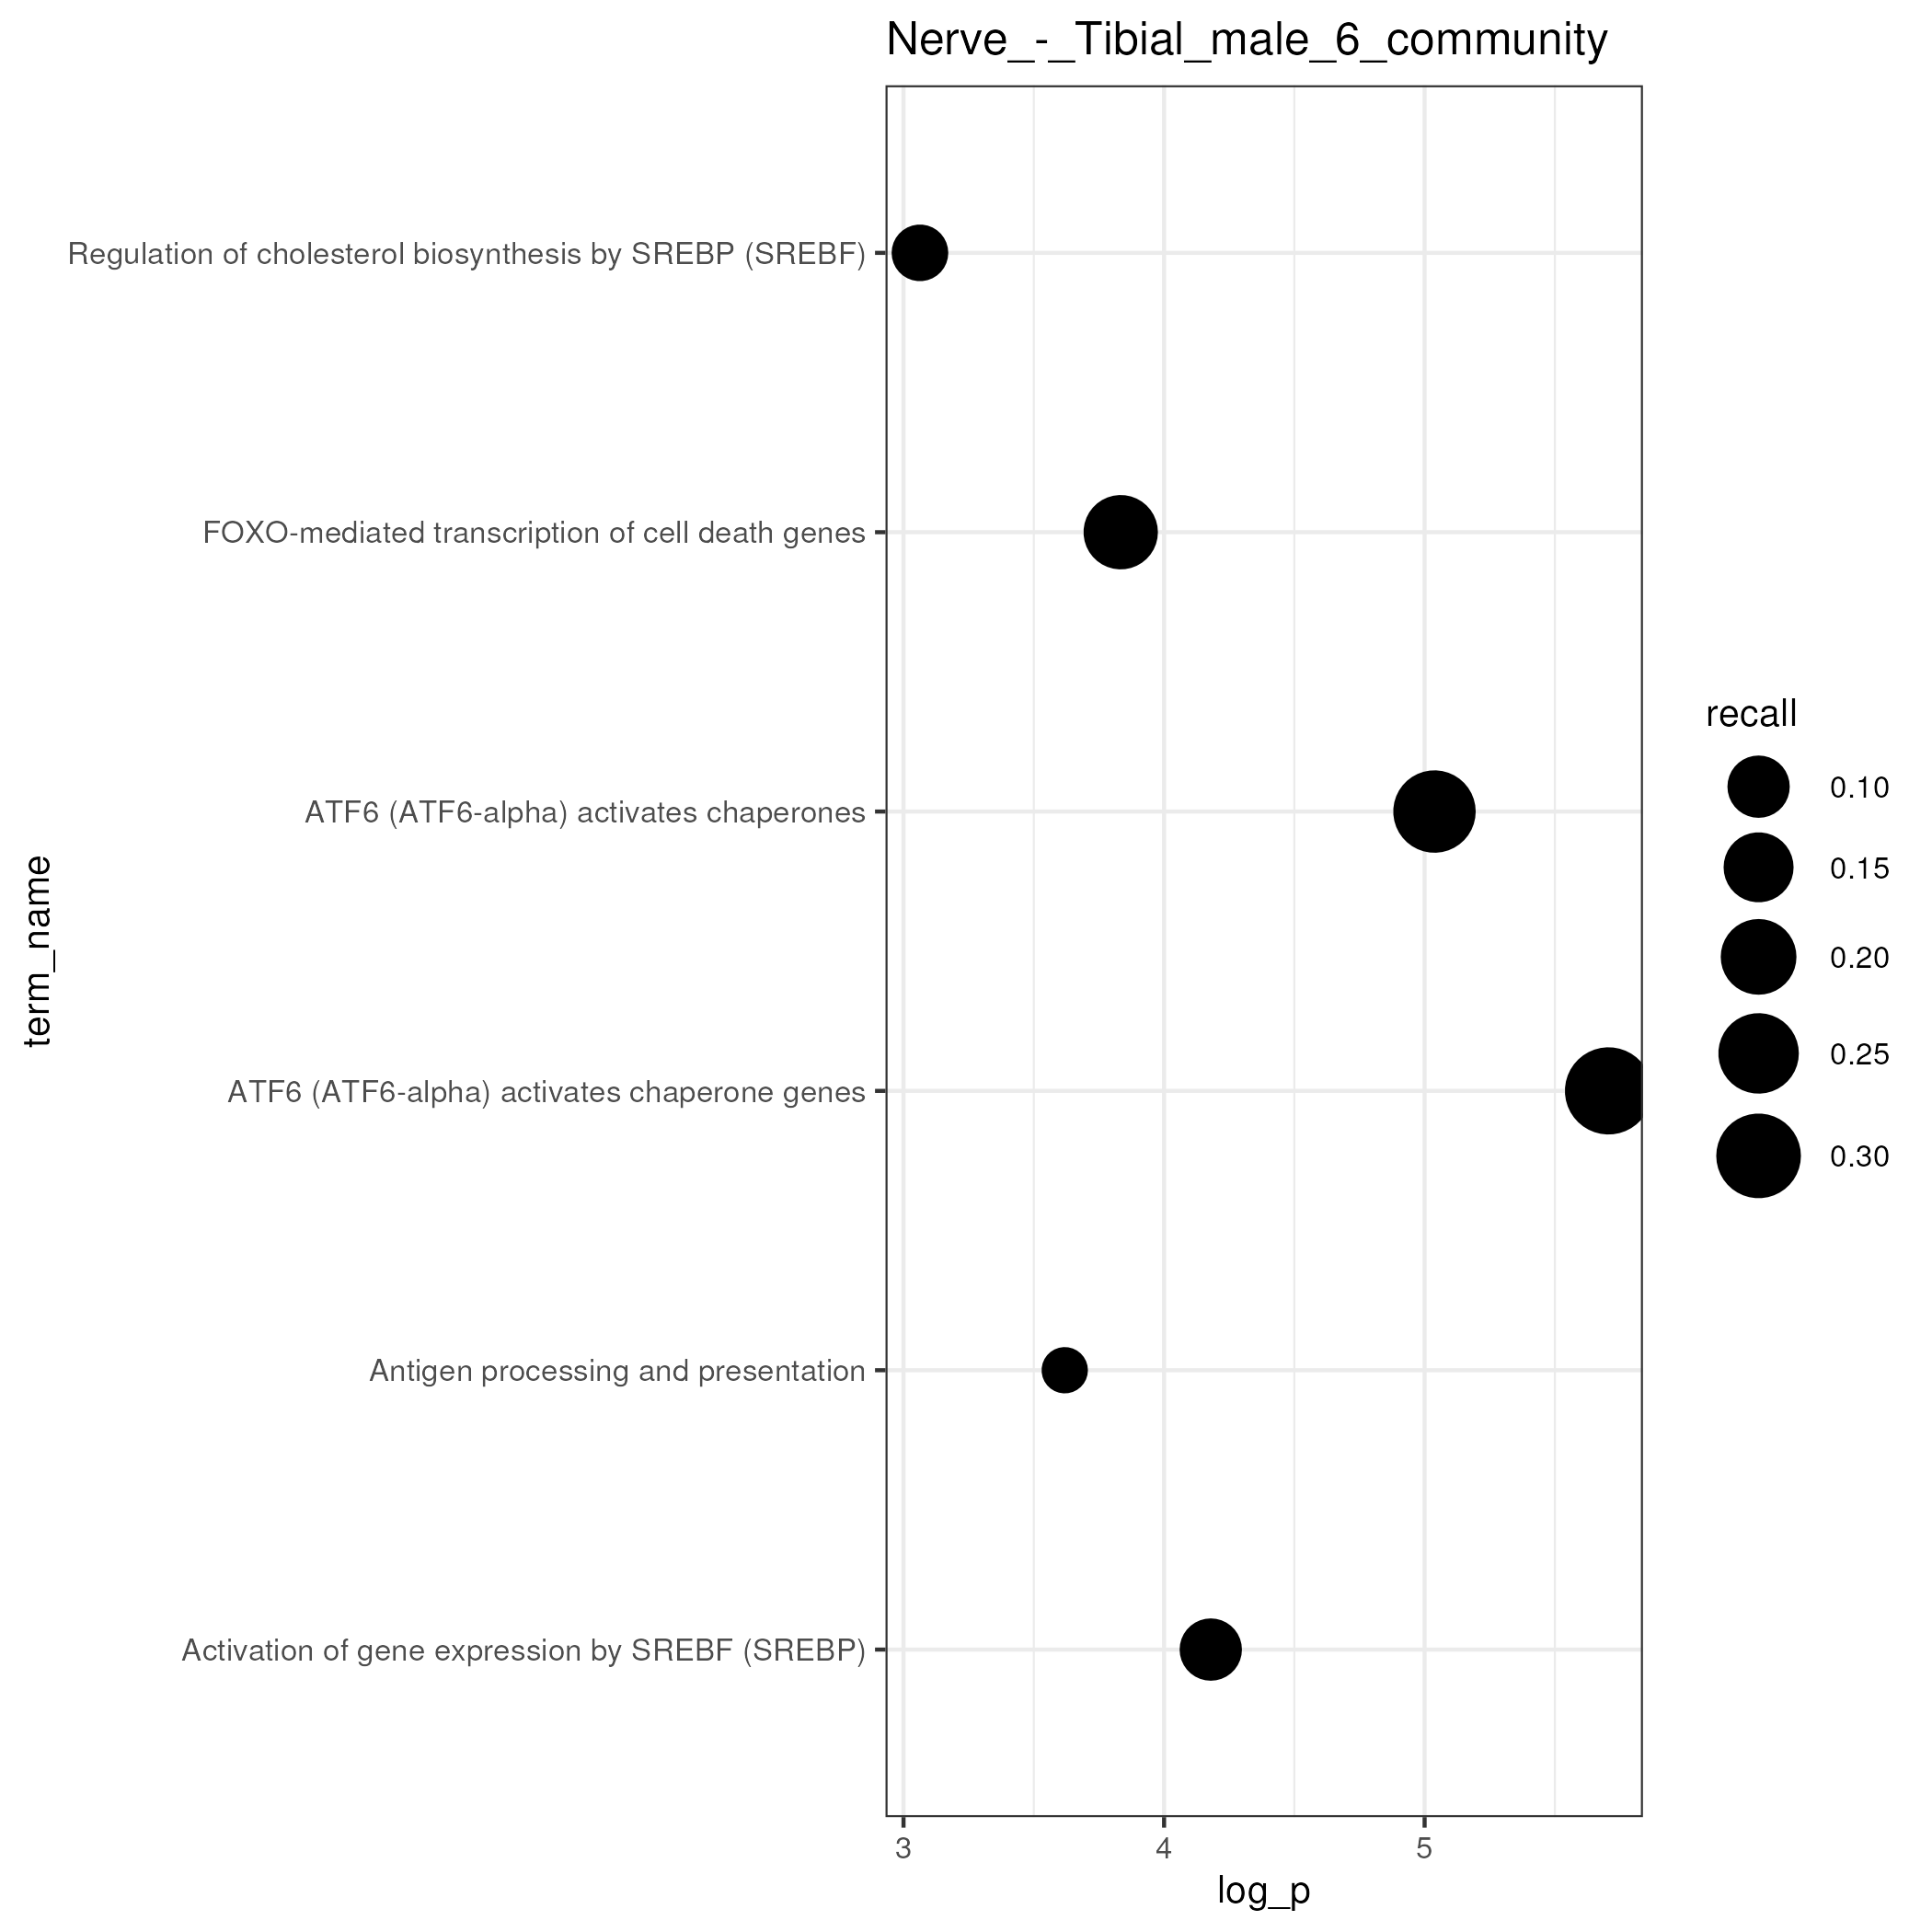 Nerve_-_Tibial_male_6_community
Regulation of cholesterol biosynthesis by SREBP (SREBF)
FOXO-mediated transcription of cell death genes
ATF6 (ATF6-alpha) activates chaperones
ATF6 (ATF6-alpha) activates chaperone genes
Antigen processing and presentation
Activation of gene expression by SREBF (SREBP)
term_name
3
4
5
log_p
recall
0.10
0.15
0.20
0.25
0.30